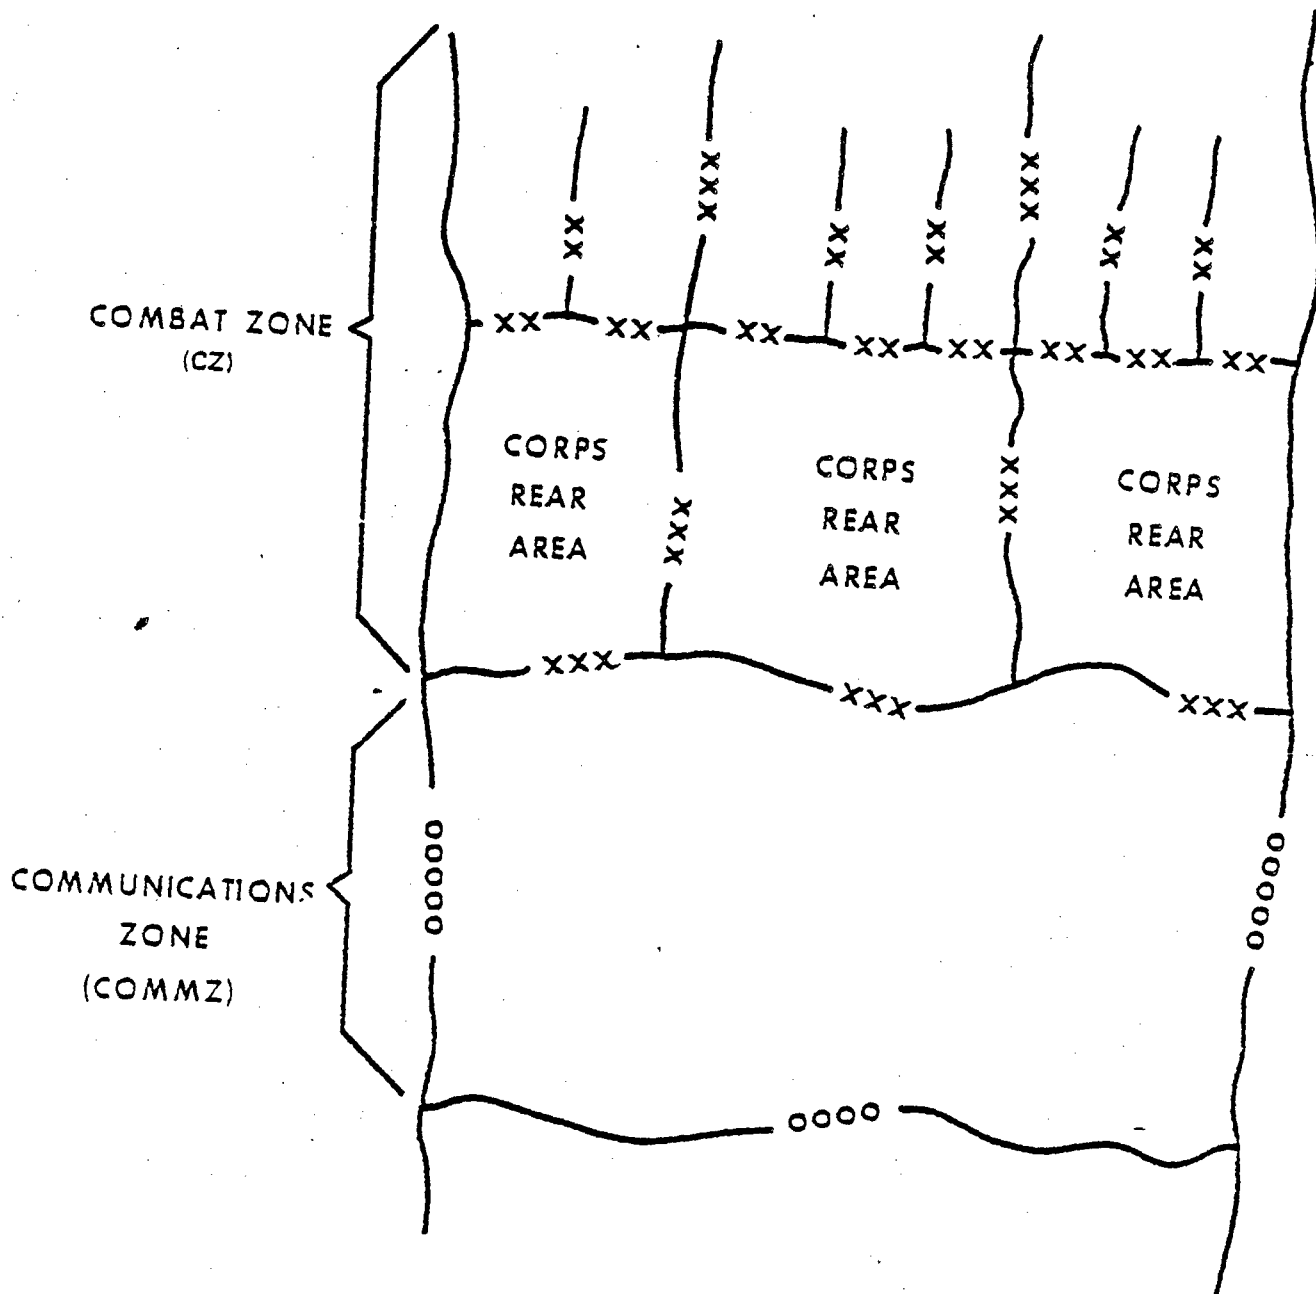 XXX
XXX
XX
XX
XX
XX
XX
COMBAT ZONE
(CZ)
XX XX XX XX XX XX XX XX
CORPS
REAR
AREA
XXX
CORPS
REAR
AREA
XXX
CORPS
REAR
AREA
XXX
XXX
XXX
OOOOO
OOOOO
COMMUNICATIONS
ZONE
(COMMZ)
OOOO